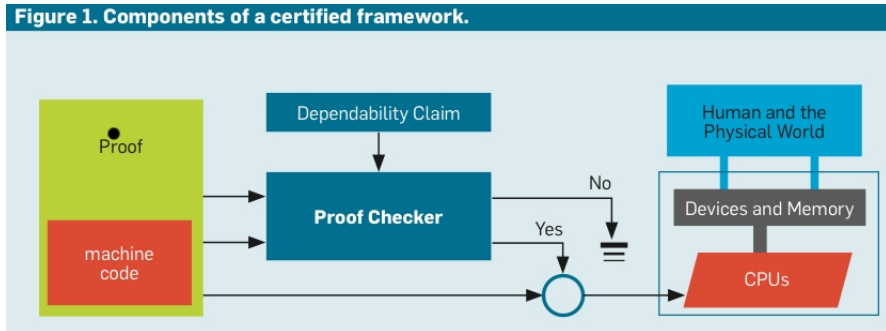 Figure 1. Components of a certified framework.
Proof
machine
code
Dependability Claim
Proof Checker
No
Yes
Human and the
Physical World
Devices and Memory
CPUs